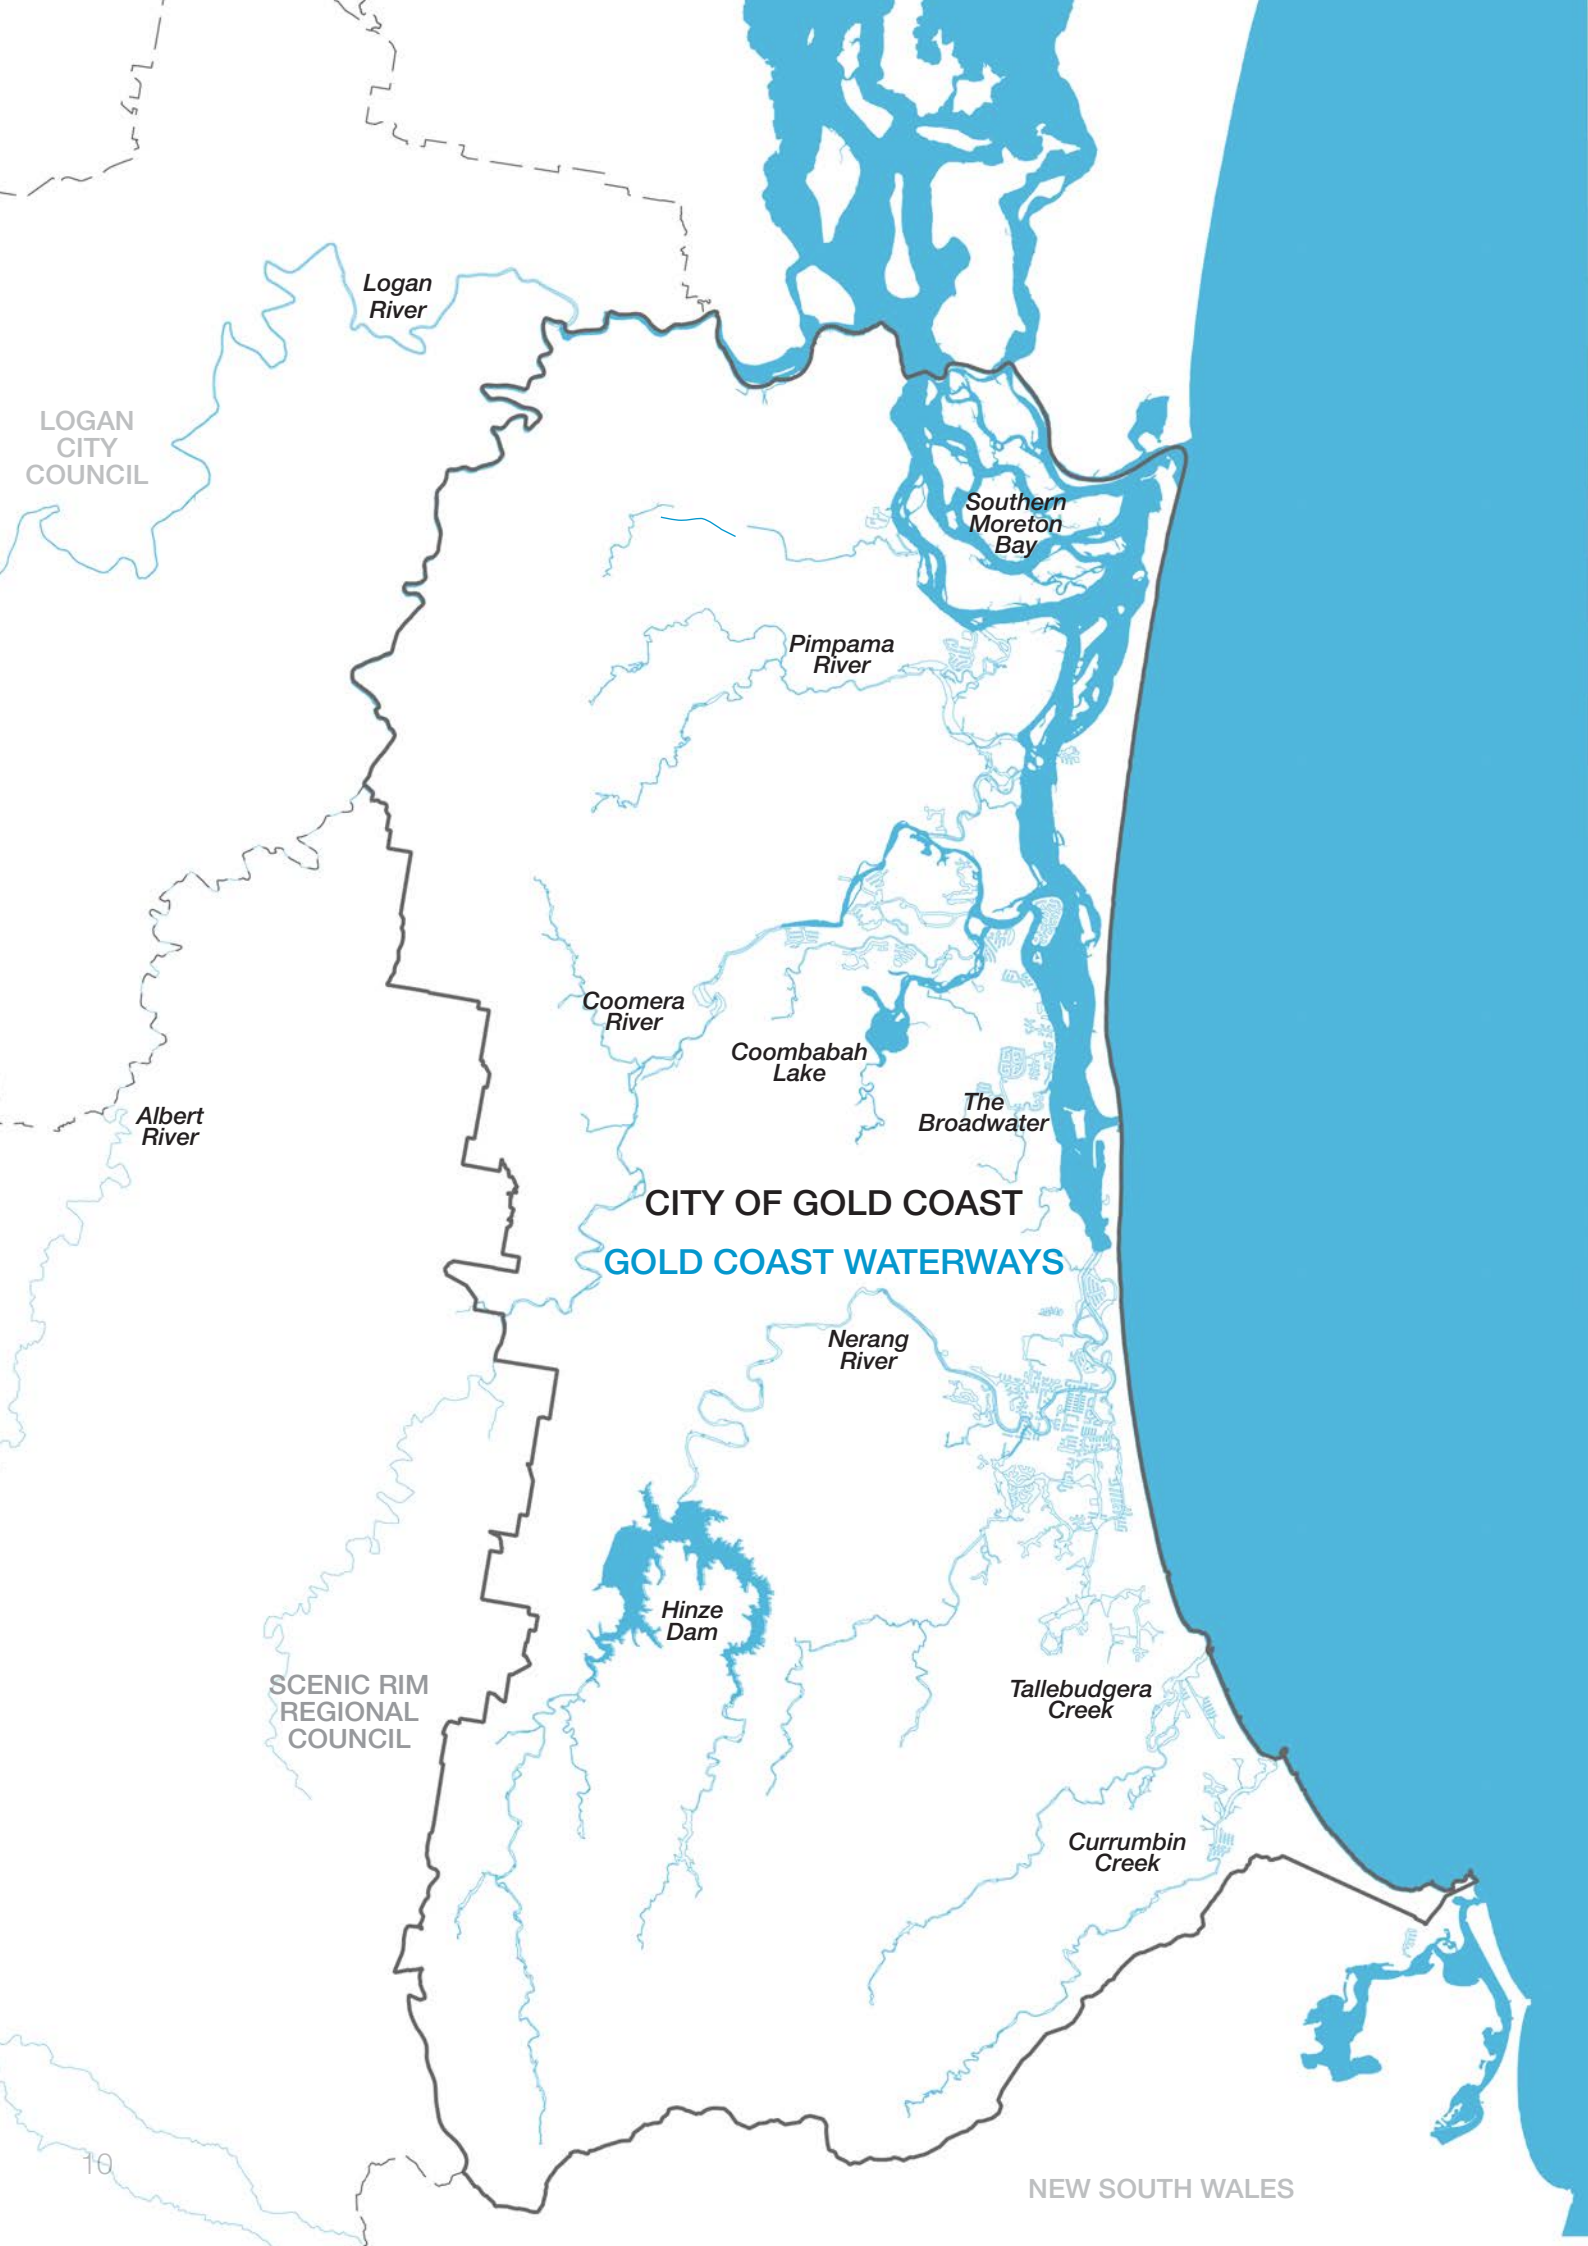 Logan
River
LOGAN
CITY
COUNCIL
Southern
Moreton
Bay
Pimpama
River
Coomera
River
Coombabah
Lake
The
Broadwater
Albert
River
CITY OF GOLD COAST
GOLD COAST WATERWAYS
Nerang
River
Hinze
Dam
SCENIC RIM
REGIONAL
COUNCIL
Tallebudgera
Creek
Currumbin
Creek
10
NEW SOUTH WALES